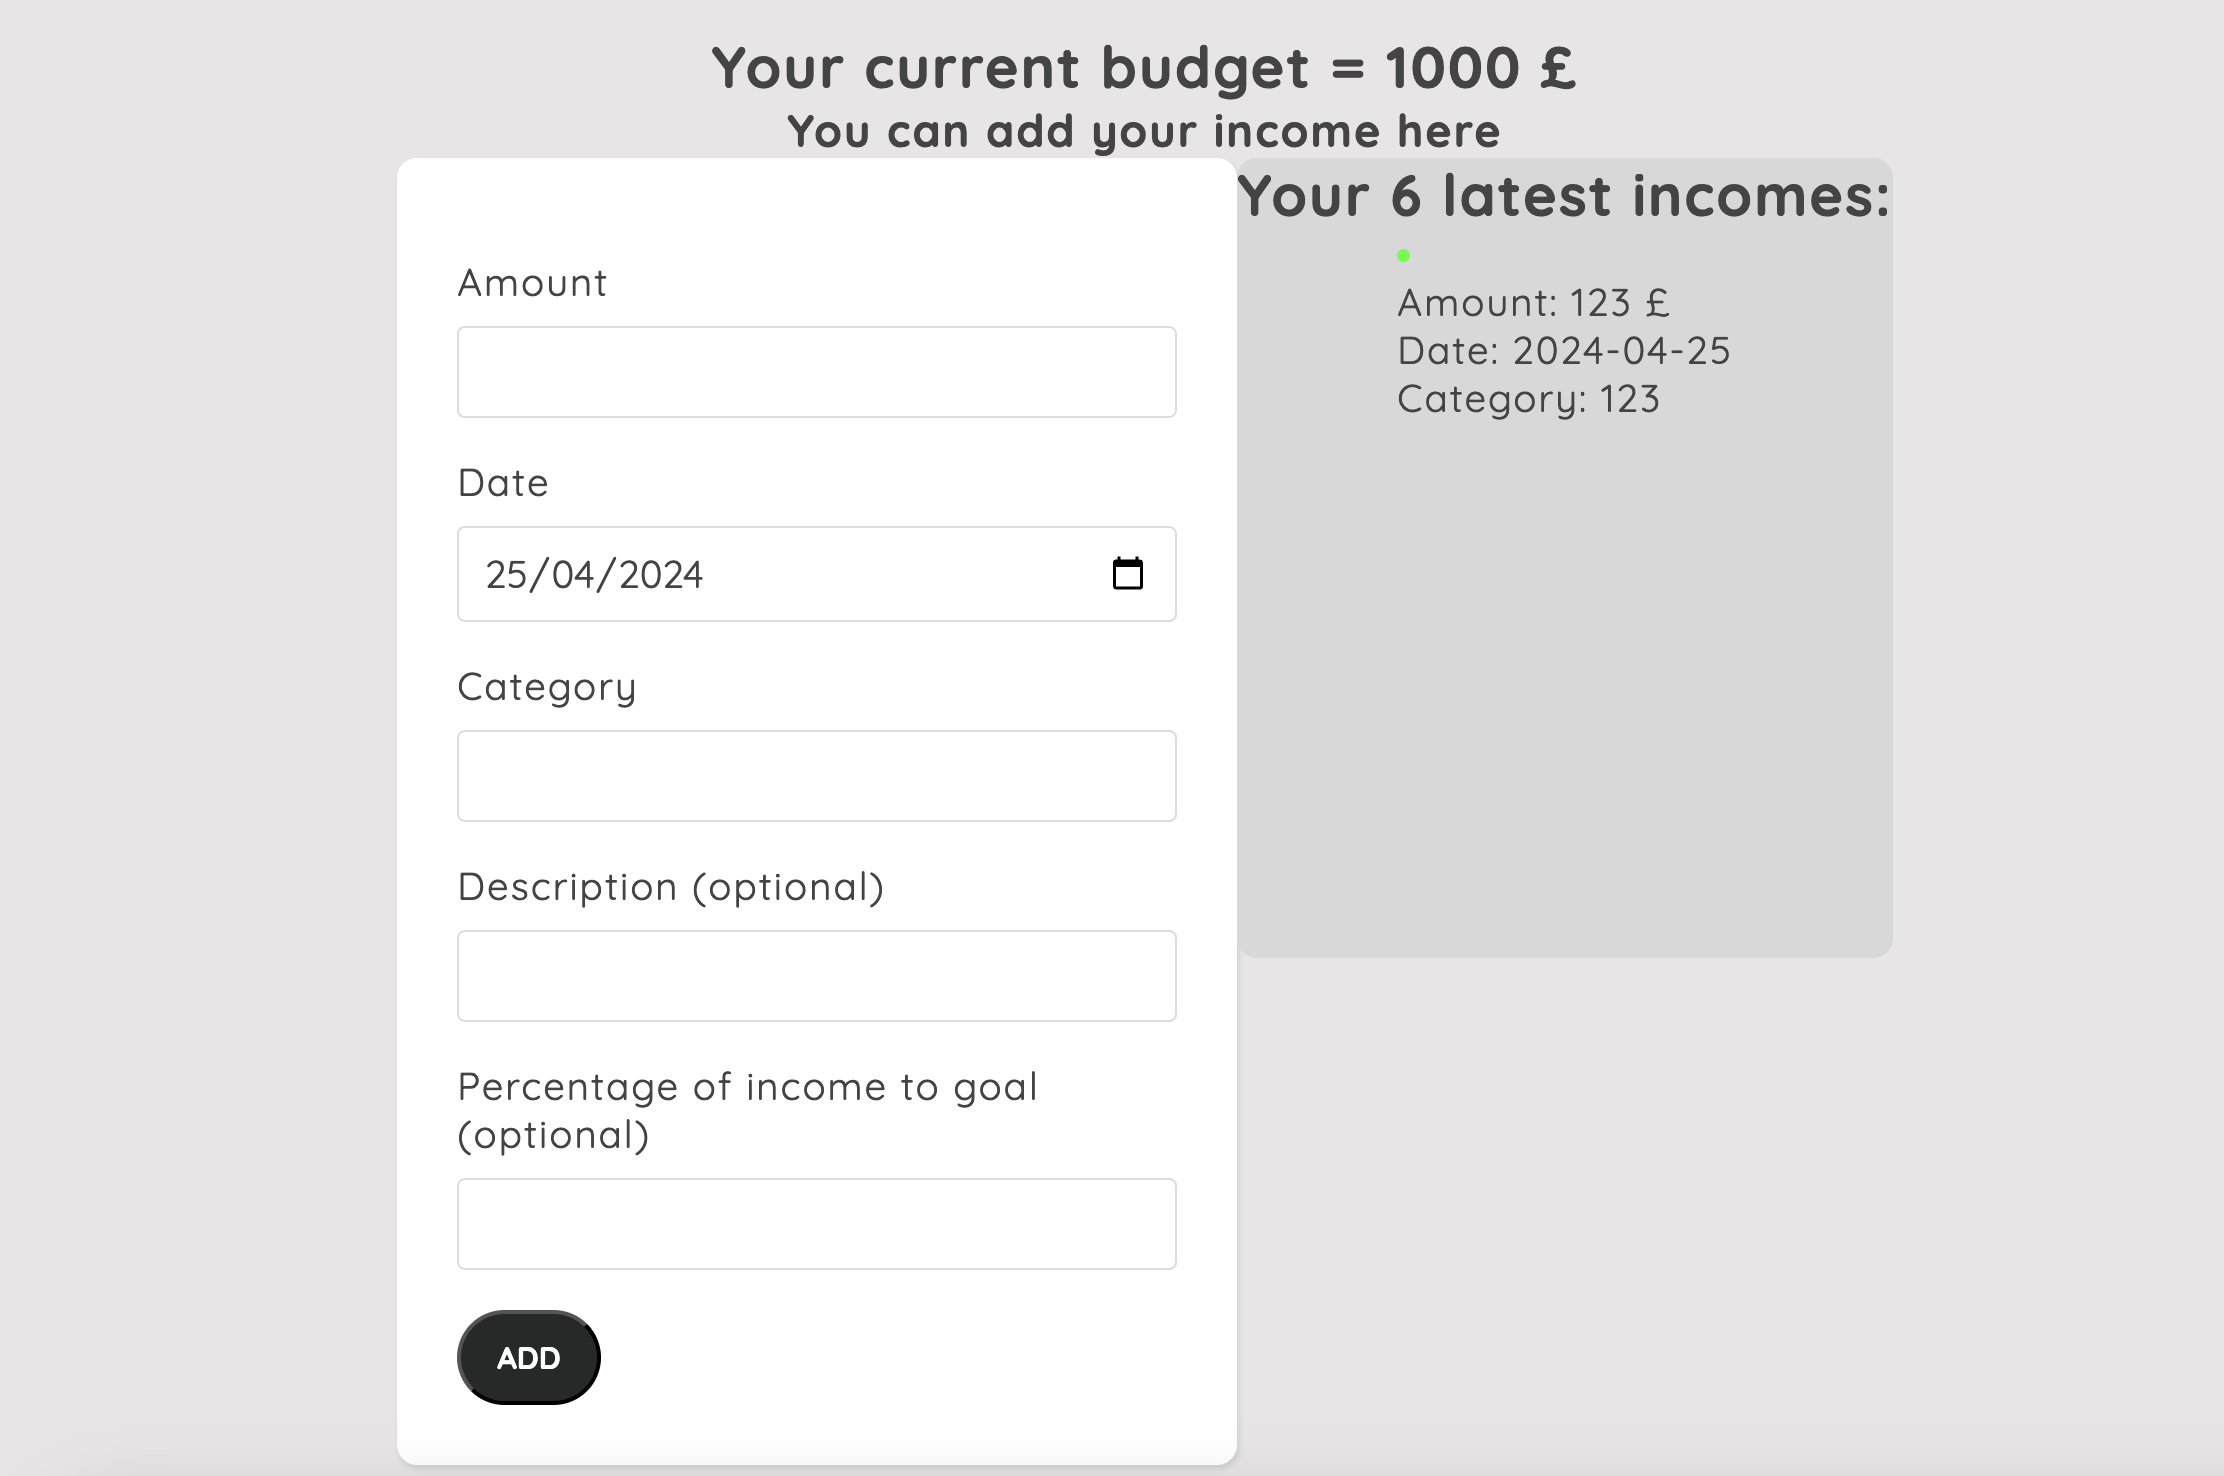 Your current budget = 1000 £
You can add your income here
Amount
Date
25/04/2024
Category
Description (optional)
Percentage of income to goal
(optional)
ADD
Your 6 latest incomes:
Amount: 123 £
Date: 2024-04-25
Category: 123